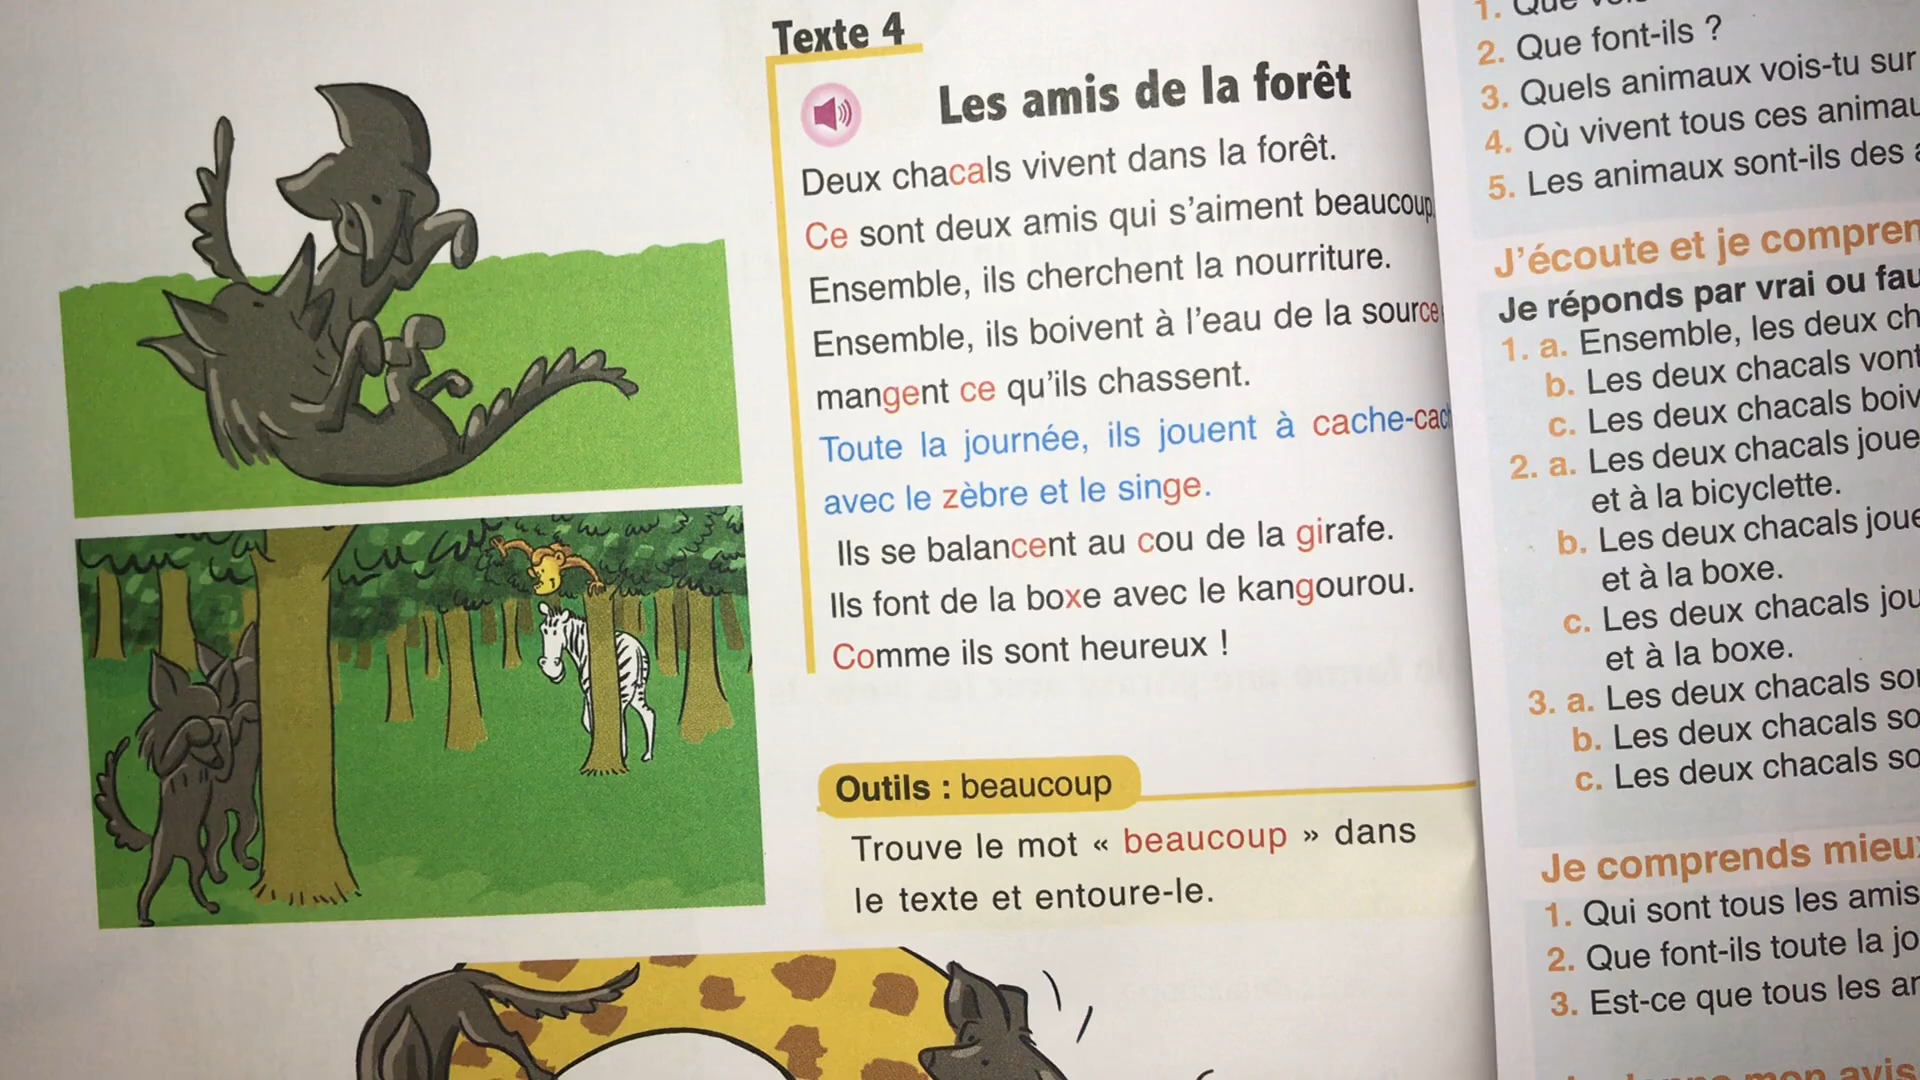 Texte 4
Les amis de la forêt
Deux chacals vivent dans la forêt.
Ce sont deux amis qui s'aiment beaucoup.
Ensemble, ils cherchent la nourriture.
Ensemble, ils boivent à l'eau de la source
mangent ce qu'ils chassent.
Toute la journée, ils jouent à cache-cach
avec le zèbre et le singe.
Ils se balancent au cou de la girafe.
Ils font de la boxe avec le kangourou.
Comme ils sont heureux !
Outils : beaucoup
Trouve le mot « beaucoup » dans
le texte et entoure-le.
1. Que
2. Que font-ils ?
3. Quels animaux vois-tu sur
4. Où vivent tous ces animau
5. Les animaux sont-ils des
J'écoute et je compren
Je réponds par vrai ou fau
1. a. Ensemble, les deux ch
b. Les deux chacals vont
c. Les deux chacals boiv
2. a. Les deux chacals joue
et à la bicyclette.
b. Les deux chacals joue
et à la boxe.
c. Les deux chacals jou
et à la boxe.
3. a. Les deux chacals so
b. Les deux chacals so
c. Les deux chacals so
Je comprends mieux
1. Qui sont tous les amis
2. Que font-ils toute la jo
3. Est-ce que tous les an
mon avis